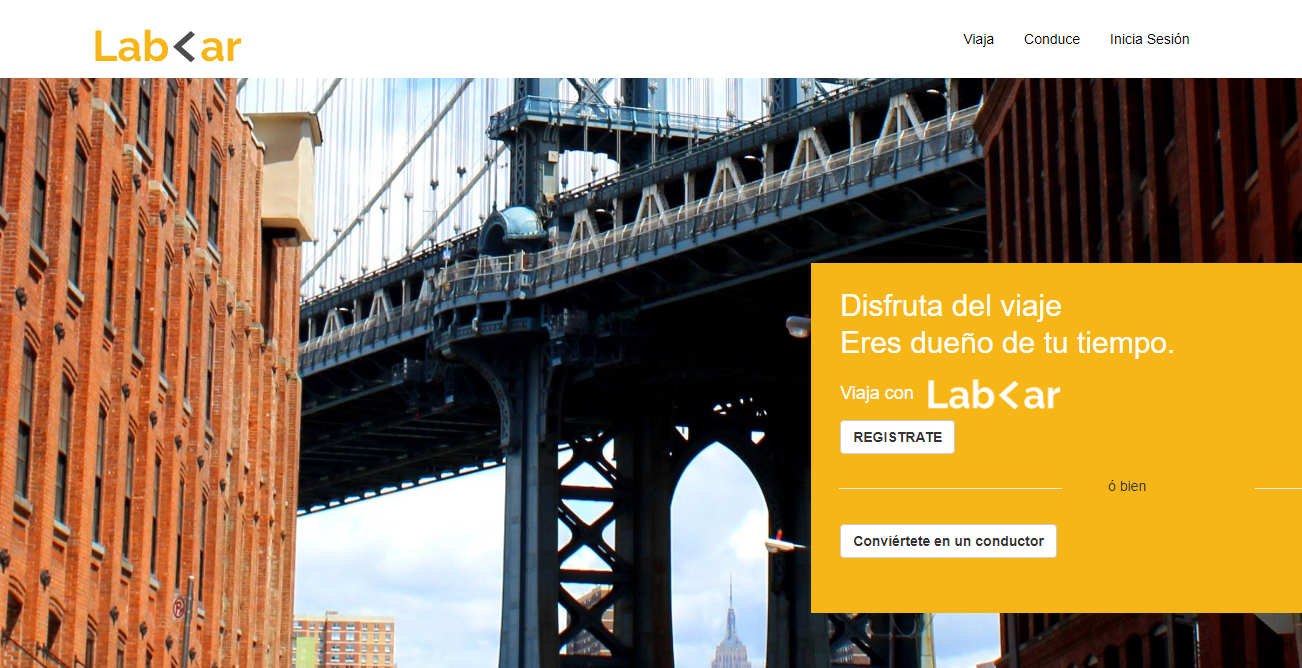 Lab<ar
Viaja Conduce Inicia Sesión
Disfruta del viaje
Eres dueño de tu tiempo.
Viaja con Lab<ar
REGISTRATE
ó bien
Conviértete en un conductor